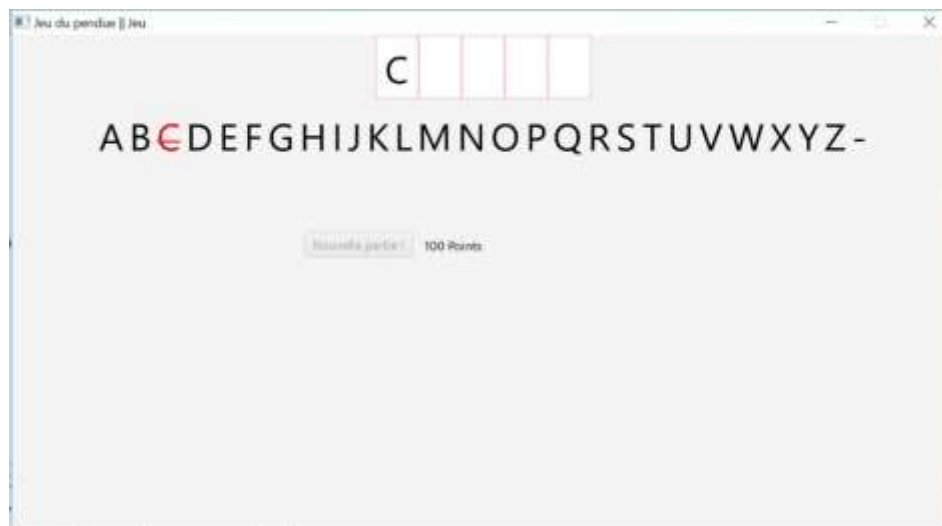 Jeu du pendue || Jeu
C
ABCDEFGHIJKLMNOPQRSTUVWXYZ-
Nouvelle partie ! 100 Points